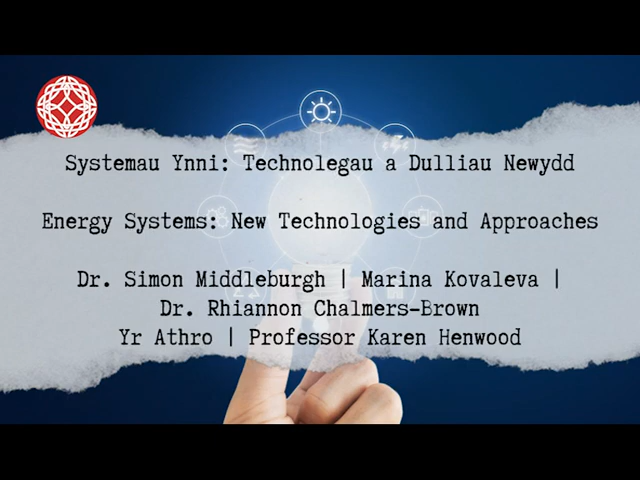 Systemau Ynni: Technolegau a Dulliau Newydd
Energy Systems: New Technologies and Approaches
Dr. Simon Middleburgh | Marina Kovaleva |
Dr. Rhiannon Chalmers-Brown
Yr Athro | Professor Karen Henwood